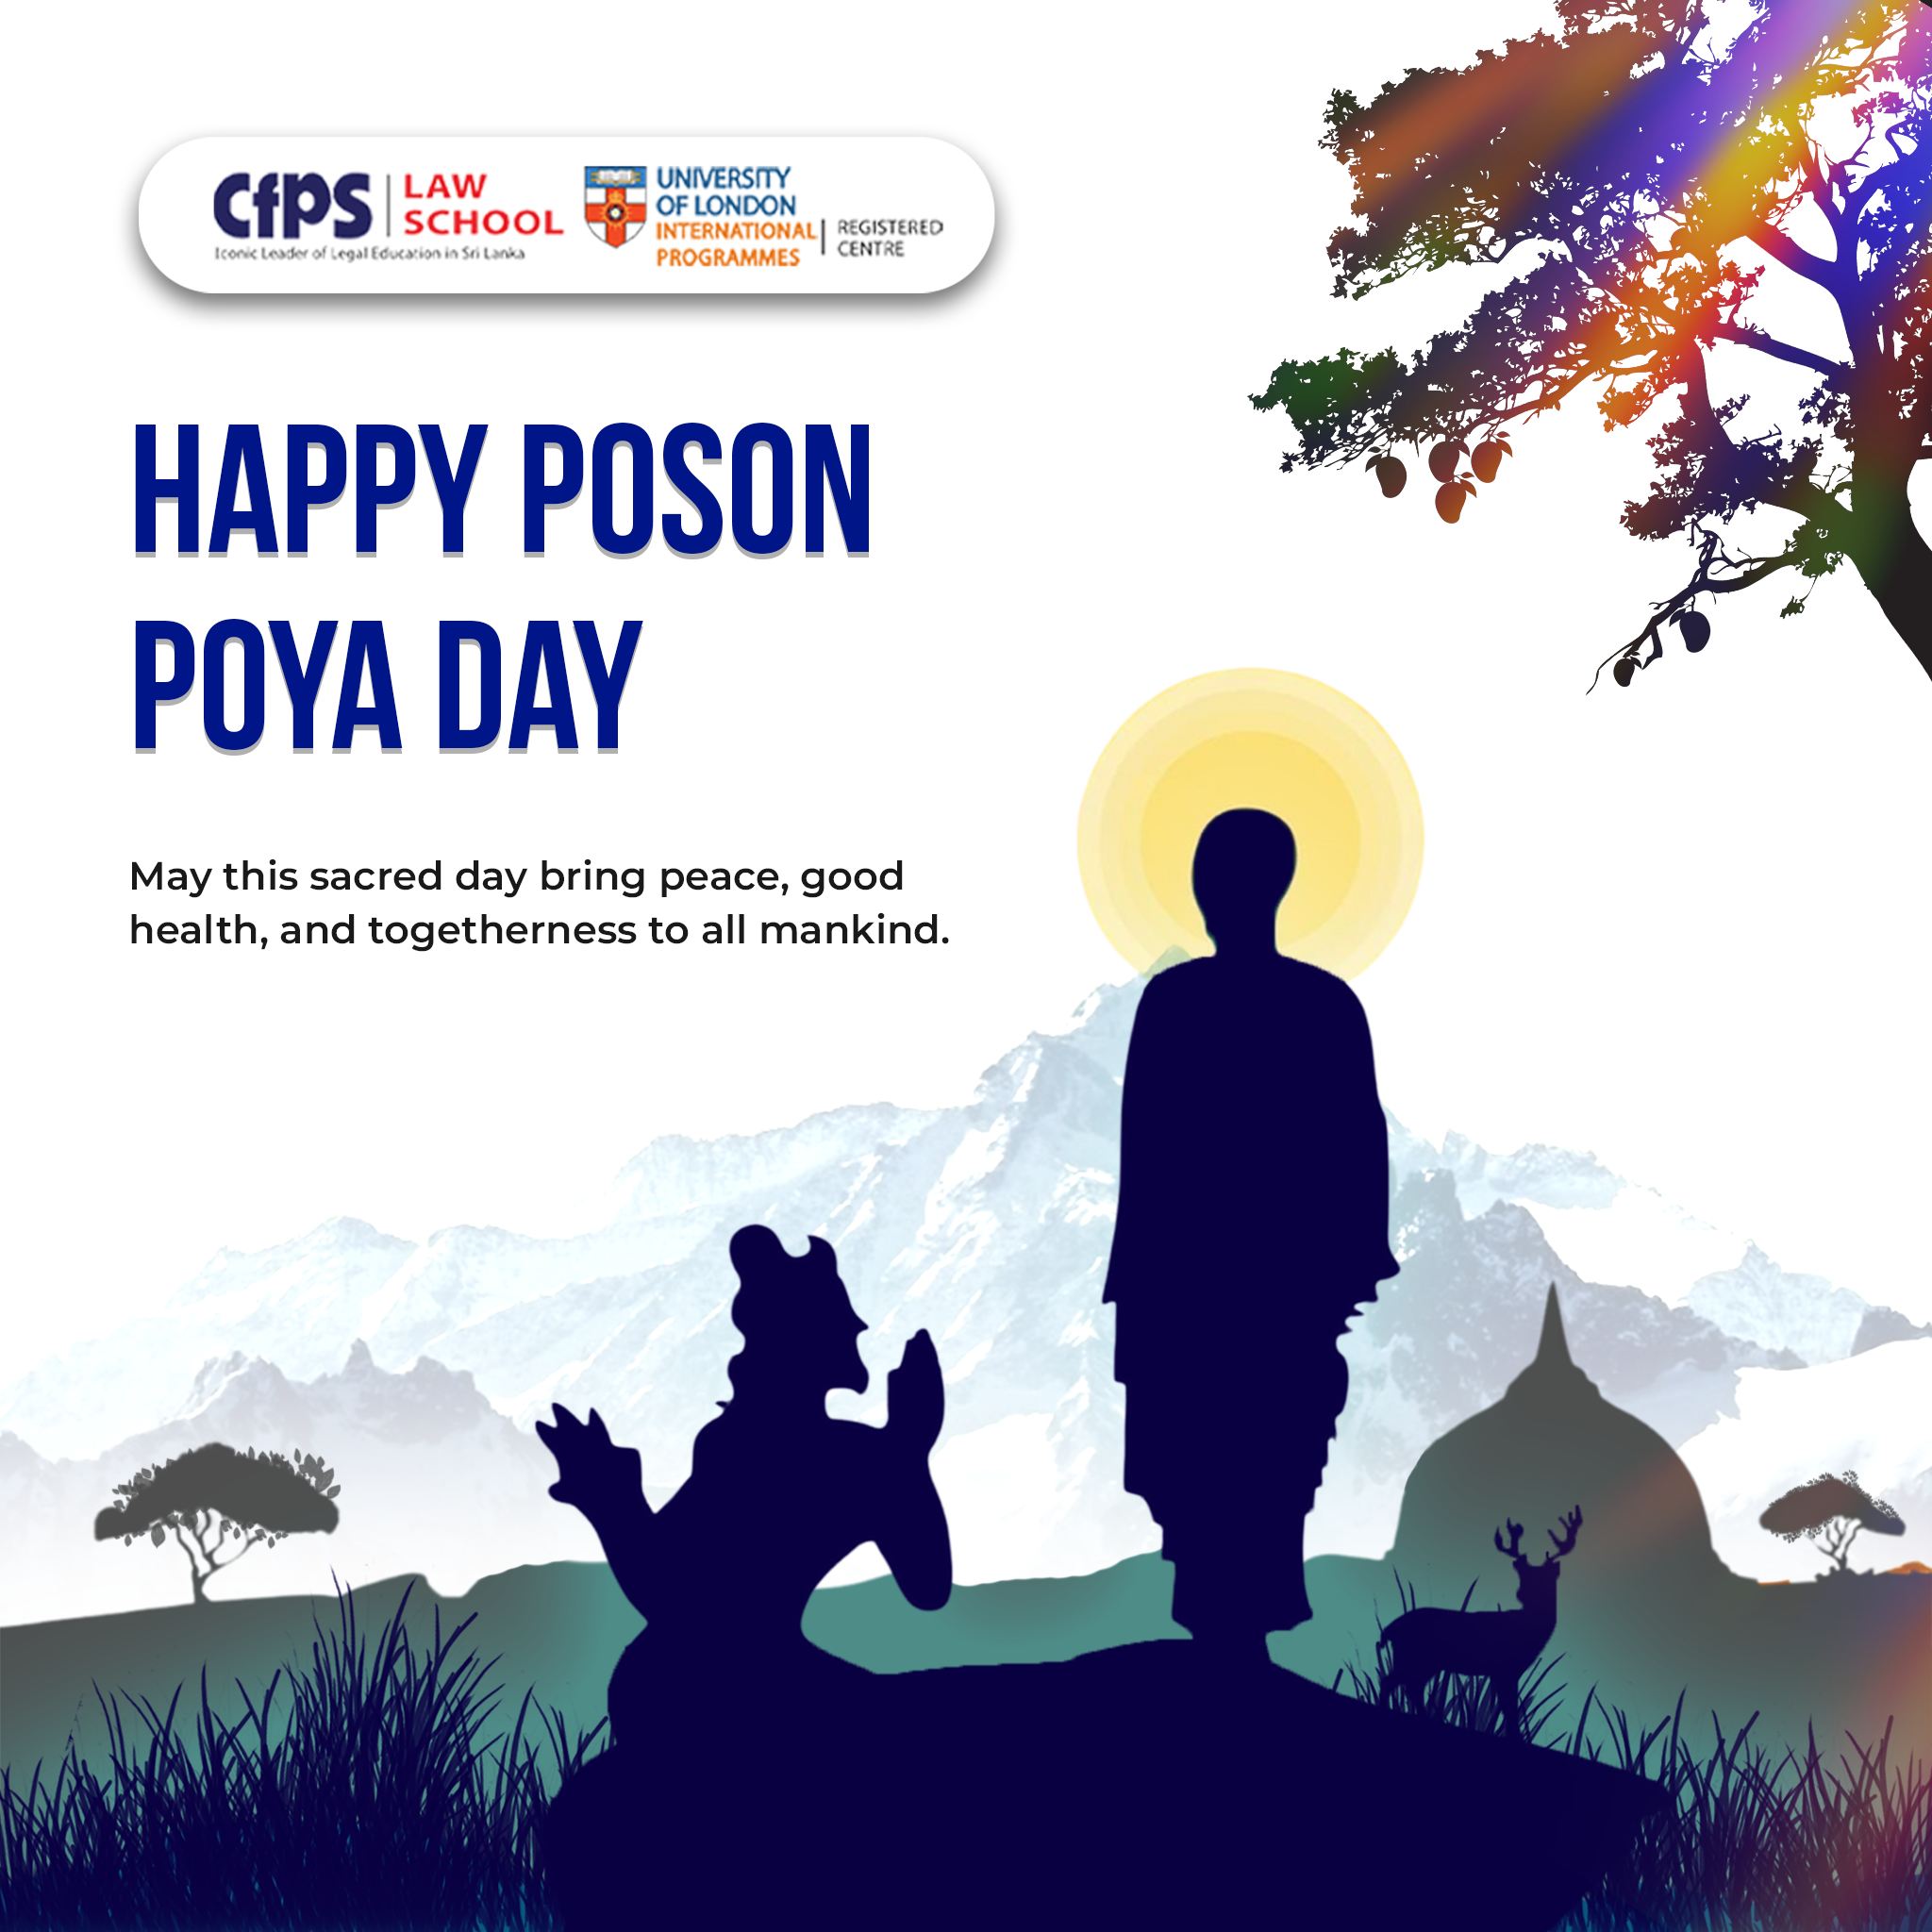 CfPS LAW SCHOOL
Iconic Leader of Legal Education in Sri Lanka
UNIVERSITY
OF LONDON
INTERNATIONAL
PROGRAMMES
REGISTERED
CENTRE
HAPPY POSON
POYA DAY
May this sacred day bring peace, good
health, and togetherness to all mankind.